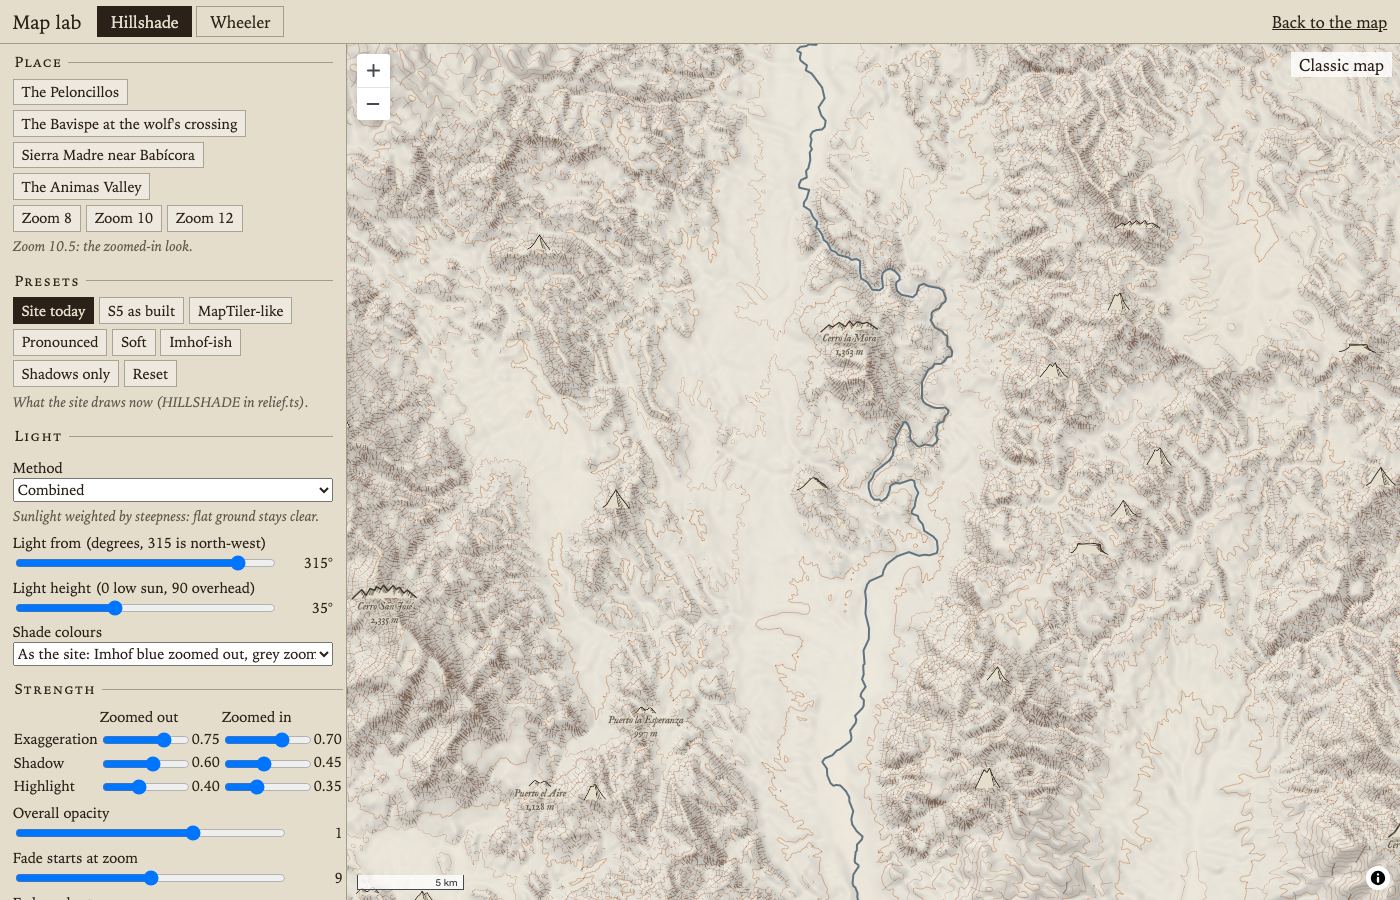 Map lab
Hillshade
Wheeler
Back to the map
PLACE
The Peloncillos
The Bavispe at the wolf's crossing
Sierra Madre near Babícora
The Animas Valley
Zoom 8
Zoom 10
Zoom 12
Zoom 10.5: the zoomed-in look.
PRESETS
Site today
S5 as built
MapTiler-like
Pronounced
Soft
Imhof-ish
Shadows only
Reset
What the site draws now (HILLSHADE in relief.ts).
LIGHT
Method
Combined
Sunlight weighted by steepness: flat ground stays clear.
Light from (degrees, 315 is north-west)
315°
Light height (0 low sun, 90 overhead)
35°
Shade colours
As the site: Imhof blue zoomed out, grey zoom
STRENGTH
Zoomed out Zoomed in
Exaggeration 0.75 0.70
Shadow 0.60 0.45
Highlight 0.40 0.35
Overall opacity
1
Fade starts at zoom
9
+
−
Classic map
Cerro la Mora
1,363 m
Cerro San José
2,335 m
Puerto la Esperanza
997 m
Puerto el Aire
1,128 m
5 km